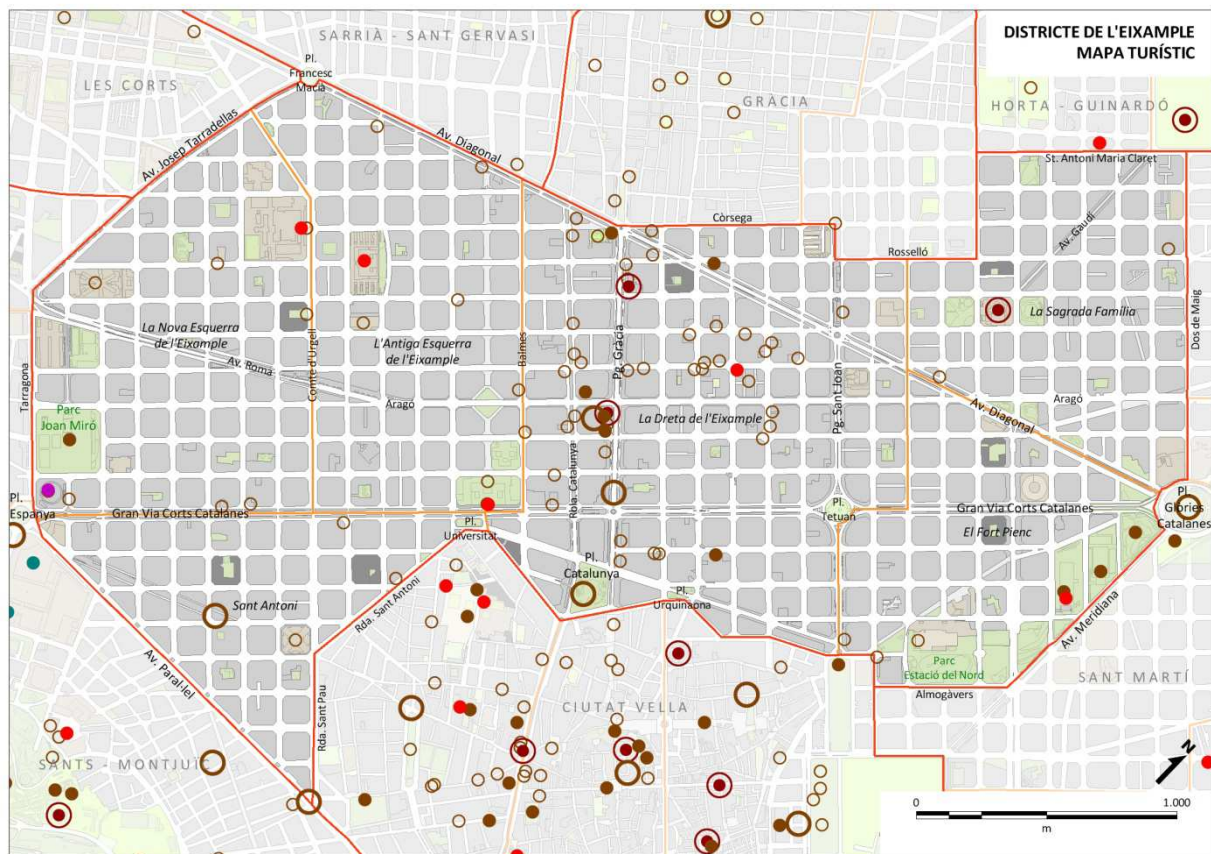 DISTRICTE DE L'EIXAMPLE
MAPA TURÍSTIC
SARRIÀ - SANT GERVASI
Pl.
Francesc
Macià
LES CORTS
GRÀCIA
HORTA - GUINARDÓ
Av. Josep Tarradellas
Av. Diagonal
St. Antoni Maria Claret
Còrsega
Av. Gaudí
Rosselló
La Nova Esquerra
de l'Eixample
L'Antiga Esquerra
de l'Eixample
La Sagrada Família
Comte d'Urgell
Balmes
Pg. Gràcia
Pg. Sant Joan
Dos de Maig
Tarragona
Av. Roma
Aragó
Aragó
Av. Diagonal
Parc
Joan Miró
La Dreta de l'Eixample
Rbla. Catalunya
Pl.
Espanya
Gran Via Corts Catalanes
Pl.
Universitat
Pl.
Tetuan
Gran Via Corts Catalanes
Pl.
Glòries
Catalanes
El Fort Pienc
Pl.
Catalunya
Pl.
Urquinaona
Sant Antoni
Rda. Sant Antoni
Av. Meridiana
Av. Paral·lel
Parc
Estació del Nord
SANT MARTÍ
Almogàvers
Rda. Sant Pau
CIUTAT VELLA
SANTS - MONTJUÏC
N
0
1.000
m